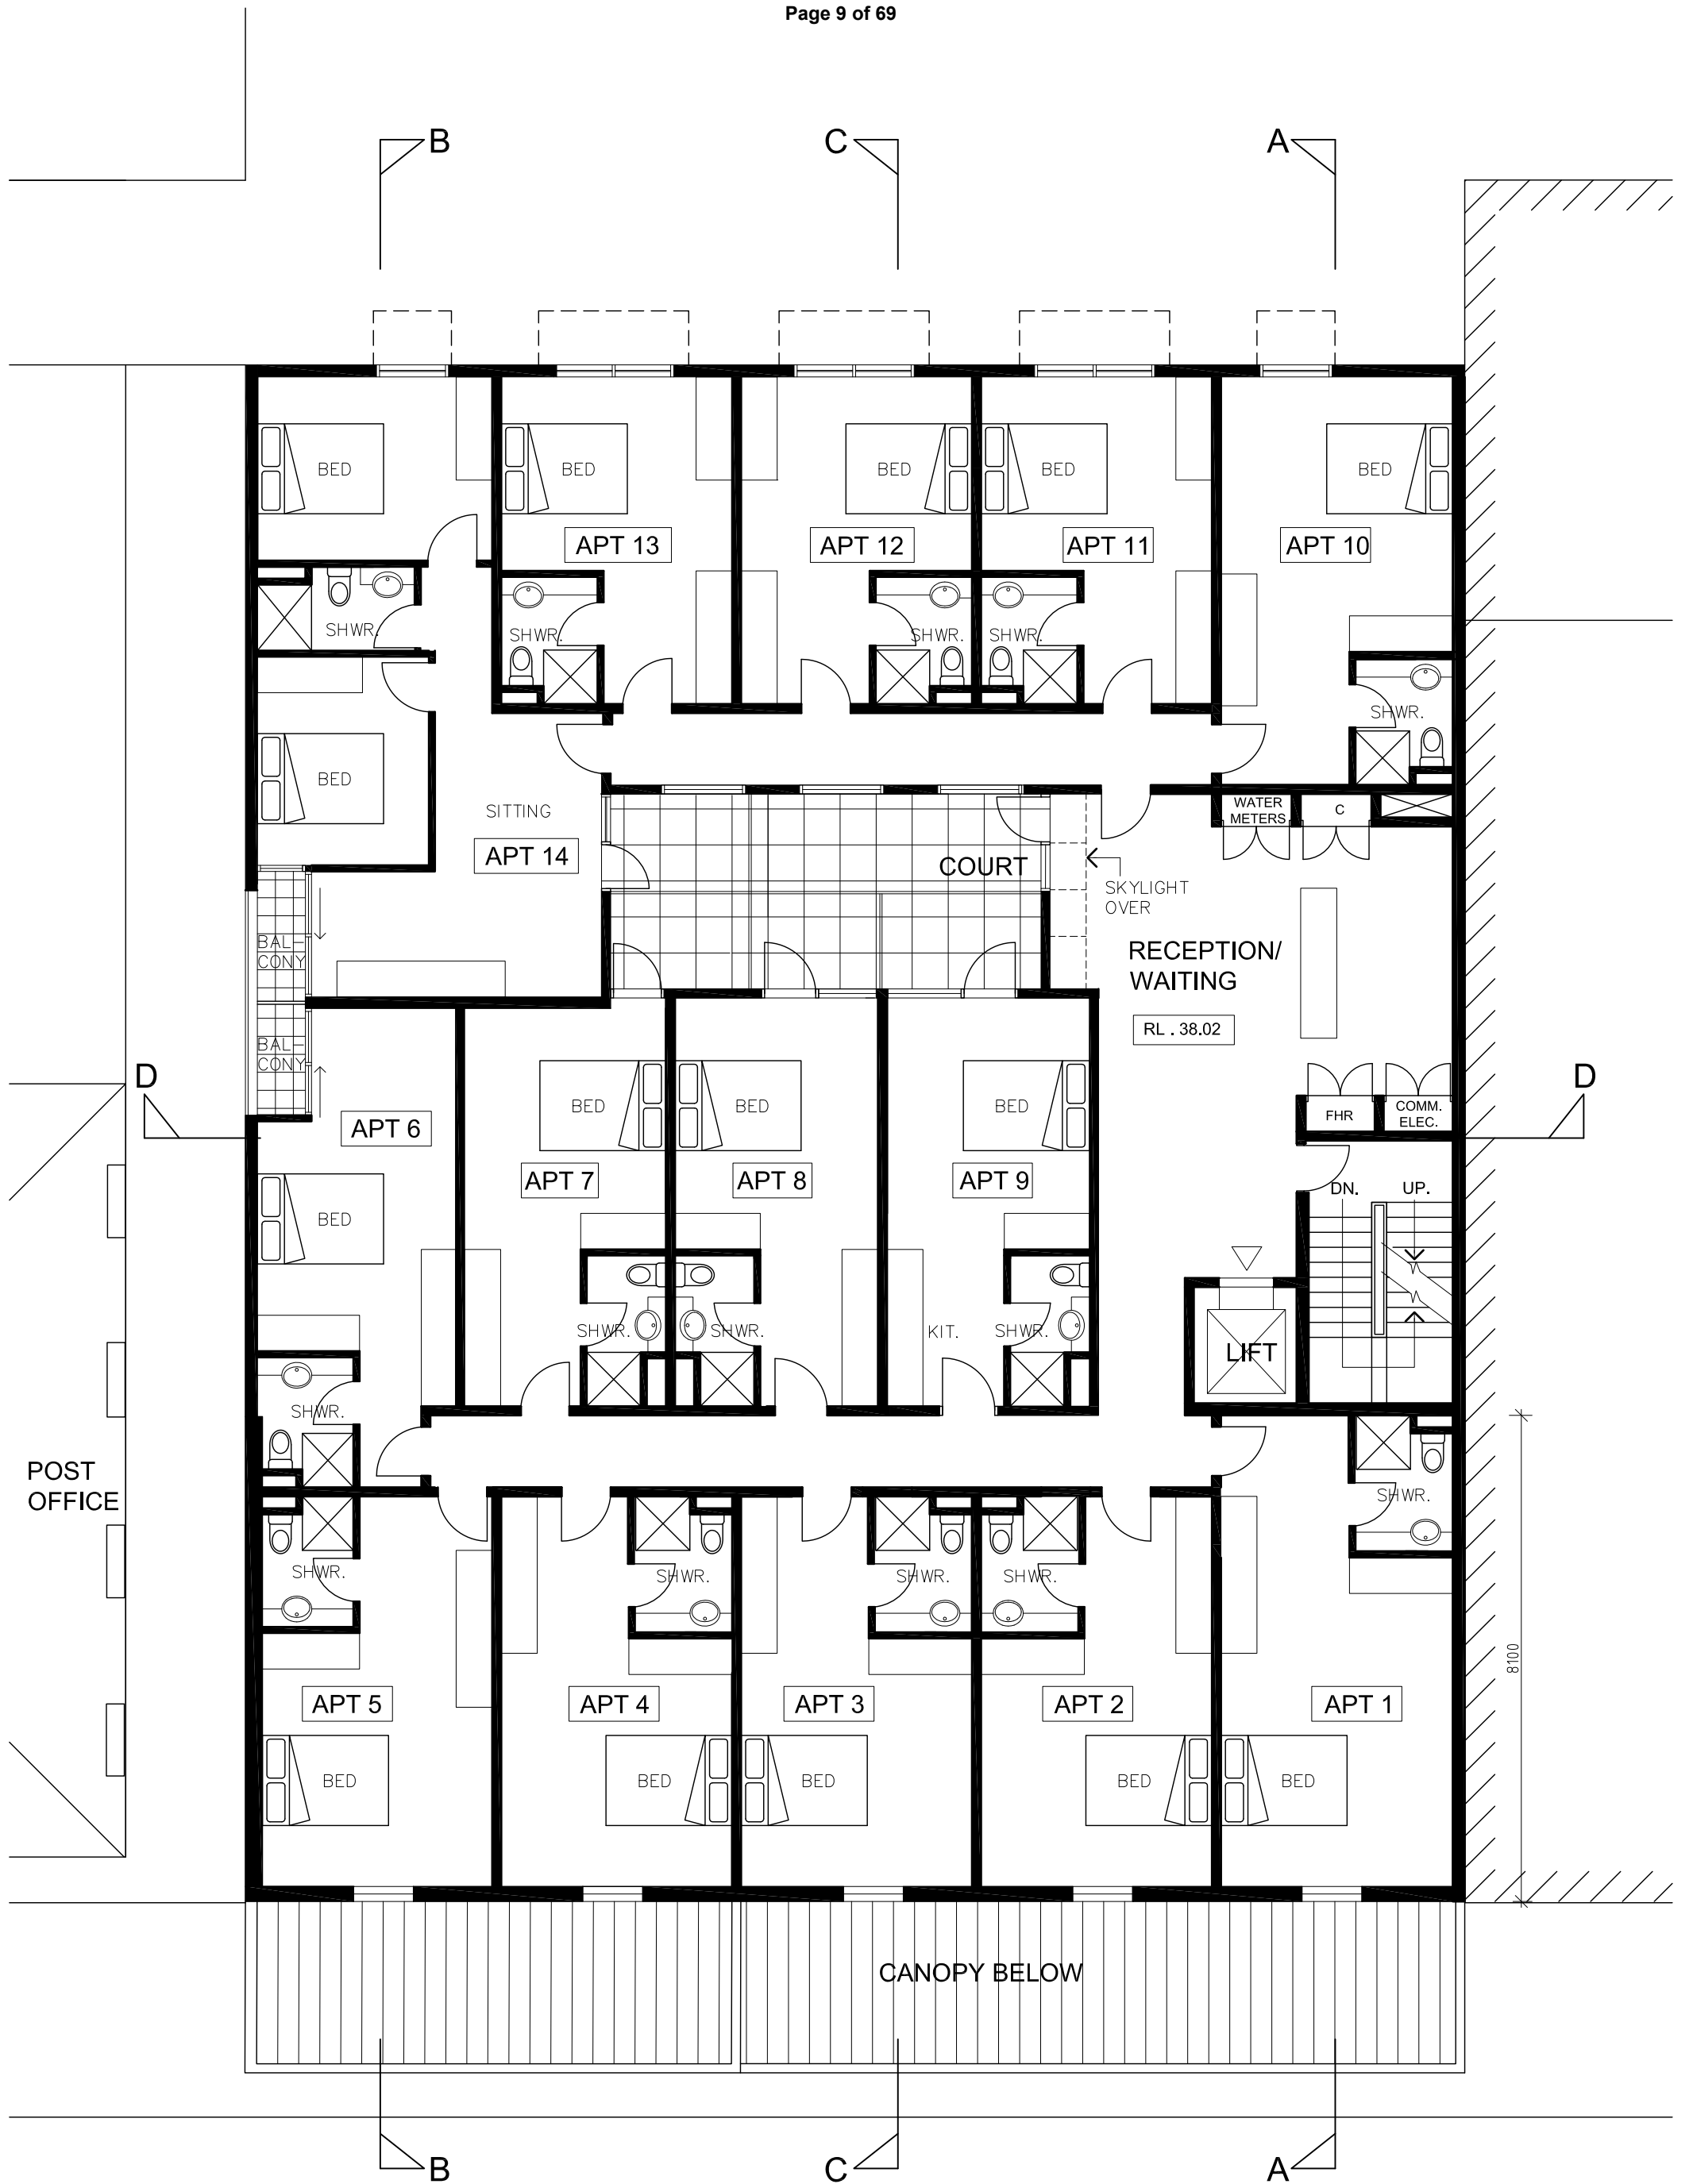 Page 9 of 69
B
C
A
BED
BED
BED
BED
BED
APT 13
APT 12
APT 11
APT 10
SHWR.
SHWR.
SHWR.
SHWR.
SHWR.
BED
SITTING
APT 14
COURT
WATER
METERS
C
SKYLIGHT
OVER
BAL-
CONY
RECEPTION/
WAITING
RL . 38.02
BAL-
CONY
D
D
APT 6
BED
BED
BED
FHR
COMM.
ELEC.
APT 7
APT 8
APT 9
DN.
UP.
BED
SHWR.
SHWR.
KIT.
SHWR.
LIFT
SHWR.
POST
OFFICE
SHWR.
SHWR.
SHWR.
SHWR.
SHWR.
8100
APT 5
APT 4
APT 3
APT 2
APT 1
BED
BED
BED
BED
BED
CANOPY BELOW
B
C
A